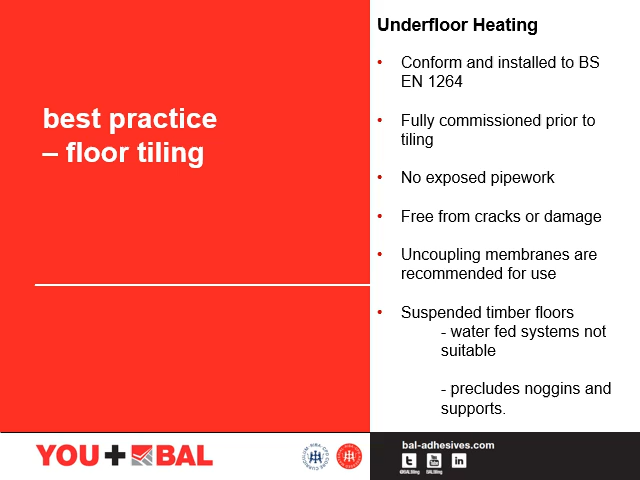 Underfloor Heating
best practice
– floor tiling
• Conform and installed to BS
EN 1264
• Fully commissioned prior to
tiling
• No exposed pipework
• Free from cracks or damage
• Uncoupling membranes are
recommended for use
• Suspended timber floors
- water fed systems not
suitable
- precludes noggins and
supports.
YOU+BAL
bal-adhesives.com